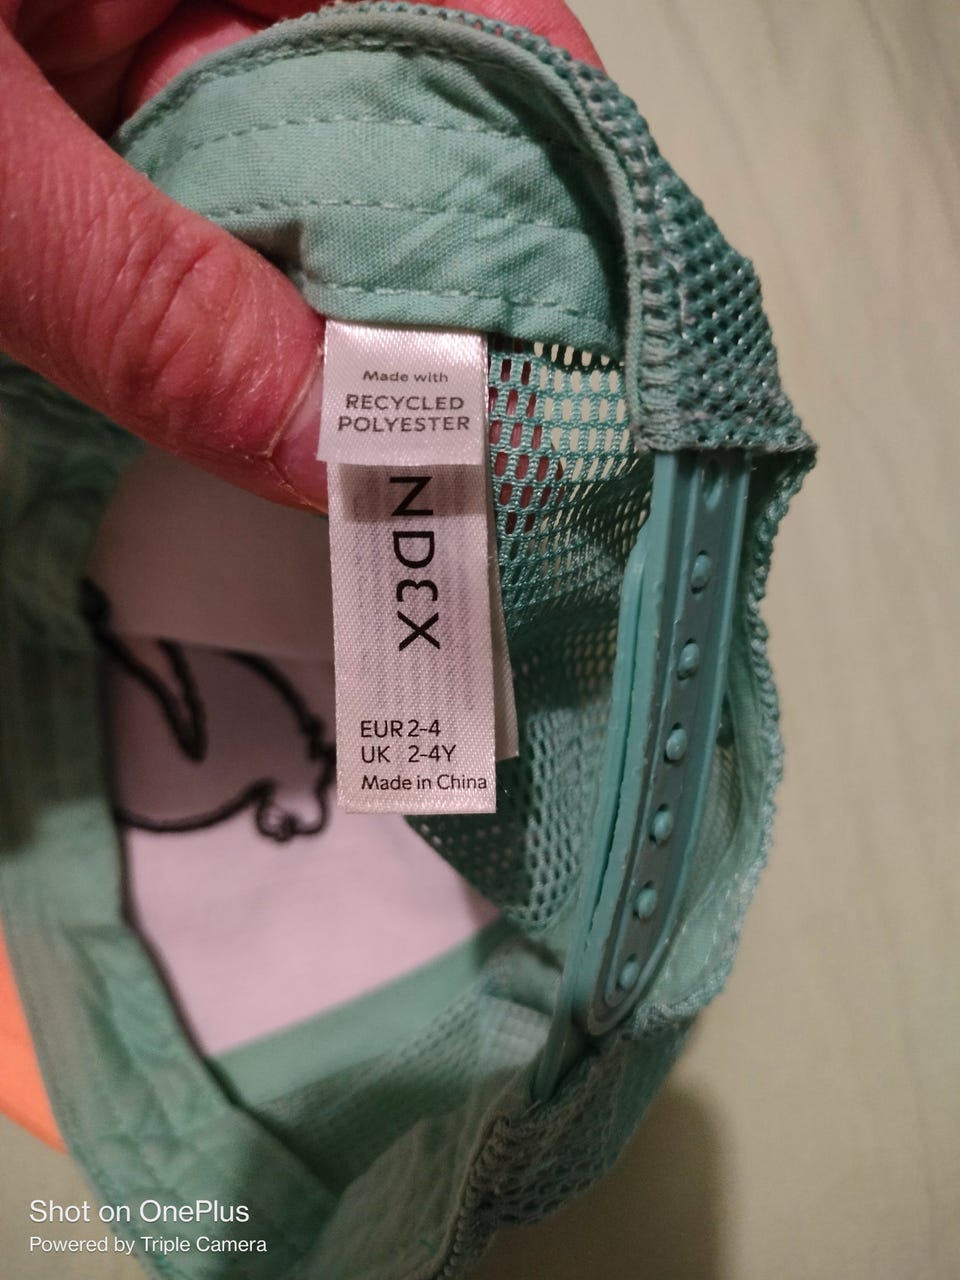 Made with
RECYCLED
POLYESTER
NDEX
EUR 2-4
UK 2-4Y
Made in China
Shot on OnePlus
Powered by Triple Camera